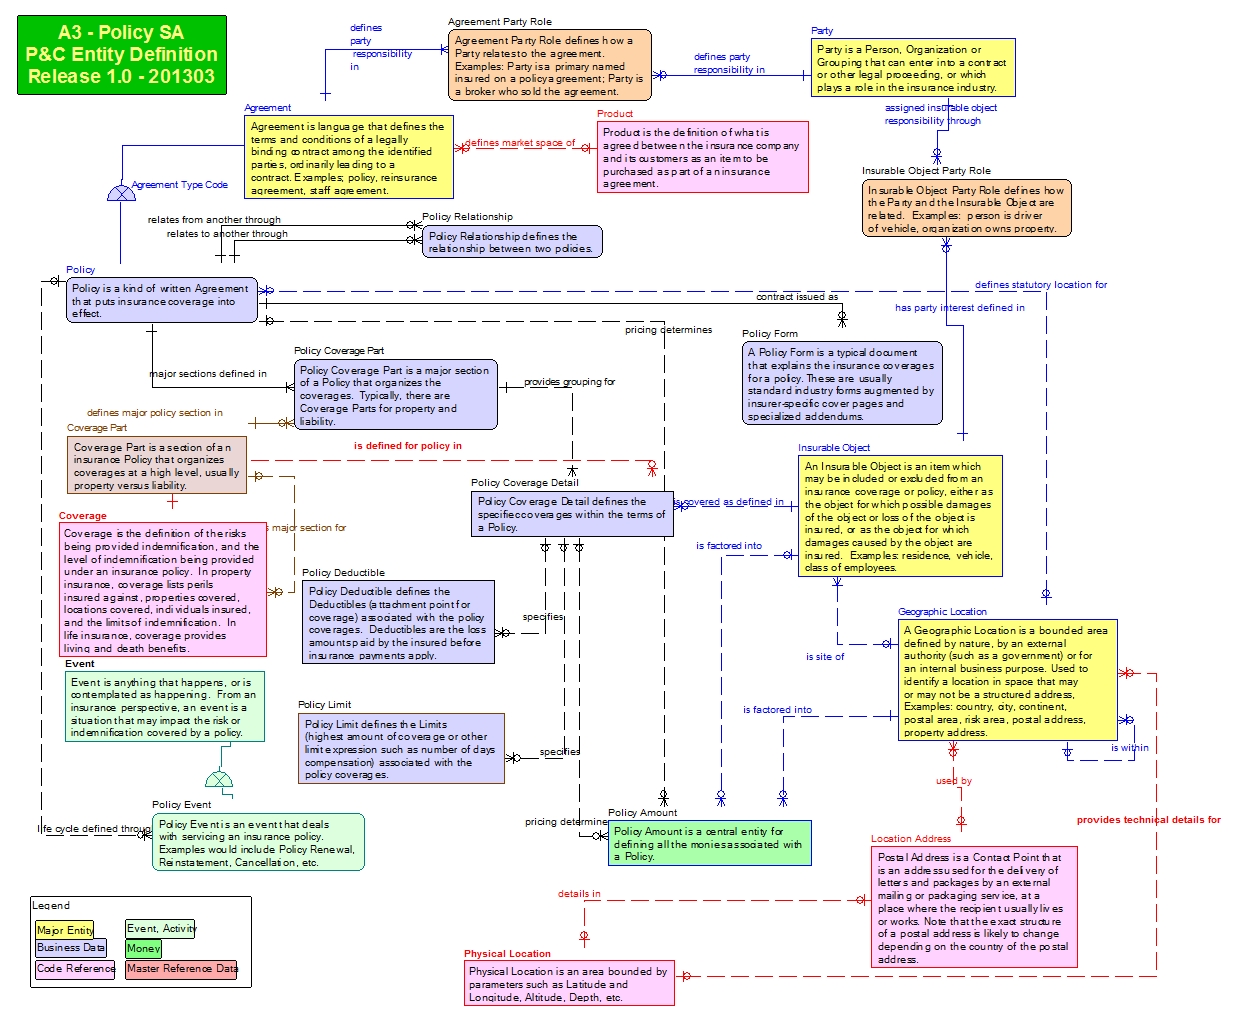 A3 - Policy SA
P&C Entity Definition
Release 1.0 - 201303
defines
party
responsibility
in
Agreement Party Role
Agreement Party Role defines how a
Party relates to the agreement.
Examples: Party is a primary named
insured on a policy agreement; Party is
a broker who sold the agreement.
defines party
responsibility in
Party
Party is a Person, Organization or
Grouping that can enter into a contract
or other legal proceeding, or which
plays a role in the insurance industry.
assigned insurable object
responsibility through
Agreement
Agreement is language that defines the
terms and conditions of a legally
binding contract among the identified
parties, ordinarily leading to a
contract. Examples; policy, reinsurance
agreement, staff agreement.
defines market space of
Product
Product is the definition of what is
agreed between the insurance company
and its customers as an item to be
purchased as part of an insurance
agreement.
Insurable Object Party Role
Insurable Object Party Role defines how
the Party and the Insurable Object are
related. Examples: person is driver
of vehicle, organization owns property.
Agreement Type Code
relates from another through
relates to another through
Policy Relationship
Policy Relationship defines the
relationship between two policies.
Policy
Policy is a kind of written Agreement
that puts insurance coverage into
effect.
defines statutory location for
contract issued as
has party interest defined in
pricing determines
Policy Form
A Policy Form is a typical document
that explains the insurance coverages
for a policy. These are usually
standard industry forms augmented by
insurer-specific cover pages and
specialized addendums.
major sections defined in
Policy Coverage Part
Policy Coverage Part is a major section
of a Policy that organizes the
coverages. Typically, there are
Coverage Parts for property and
liability.
provides grouping for
defines major policy section in
Coverage Part
Coverage Part is a section of an
insurance Policy that organizes
coverages at a high level, usually
property versus liability.
is defined for policy in
Insurable Object
An Insurable Object is an item which
may be included or excluded from an
insurance coverage or policy, either as
the object for which possible damages
of the object or loss of the object is
insured, or as the object for which
damages caused by the object are
insured. Examples: residence, vehicle,
class of employees.
Policy Coverage Detail
Policy Coverage Detail defines the
specific coverages within the terms of
a Policy.
is covered as defined in
is factored into
Coverage
Coverage is the definition of the risks
being provided indemnification, and the
level of indemnification being provided
under an insurance policy. In property
insurance, coverage lists perils
insured against, properties covered,
locations covered, individuals insured,
and the limits of indemnification. In
life insurance, coverage provides
living and death benefits.
is major section for
Policy Deductible
Policy Deductible defines the
Deductibles (attachment point for
coverage) associated with the policy
coverages. Deductibles are the loss
amounts paid by the insured before
insurance payments apply.
specifies
Geographic Location
A Geographic Location is a bounded area
defined by nature, by an external
authority (such as a government) or for
an internal business purpose. Used to
identify a location in space that may
or may not be a structured address,
Examples: country, city, continent,
postal area, risk area, postal address,
property address.
is site of
is factored into
is within
Event
Event is anything that happens, or is
contemplated as happening. From an
insurance perspective, an event is a
situation that may impact the risk or
indemnification covered by a policy.
Policy Limit
Policy Limit defines the Limits
(highest amount of coverage or other
limit expression such as number of days
compensation) associated with the
policy coverages.
specifies
used by
provides technical details for
Policy Event
Policy Event is an event that deals
with servicing an insurance policy.
Examples would include Policy Renewal,
Reinstatement, Cancellation, etc.
life cycle defined throug
pricing determine
Policy Amount
Policy Amount is a central entity for
defining all the monies associated with
a Policy.
Location Address
Postal Address is a Contact Point that
is an address used for the delivery of
letters and packages by an external
mailing or packaging service, at a
place where the recipient usually lives
or works. Note that the exact structure
of a postal address is likely to change
depending on the country of the postal
address.
details in
Physical Location
Physical Location is an area bounded by
parameters such as Latitude and
Longitude, Altitude, Depth, etc.
Legend
Major Entity
Event, Activity
Business Data
Money
Code Reference
Master Reference Data